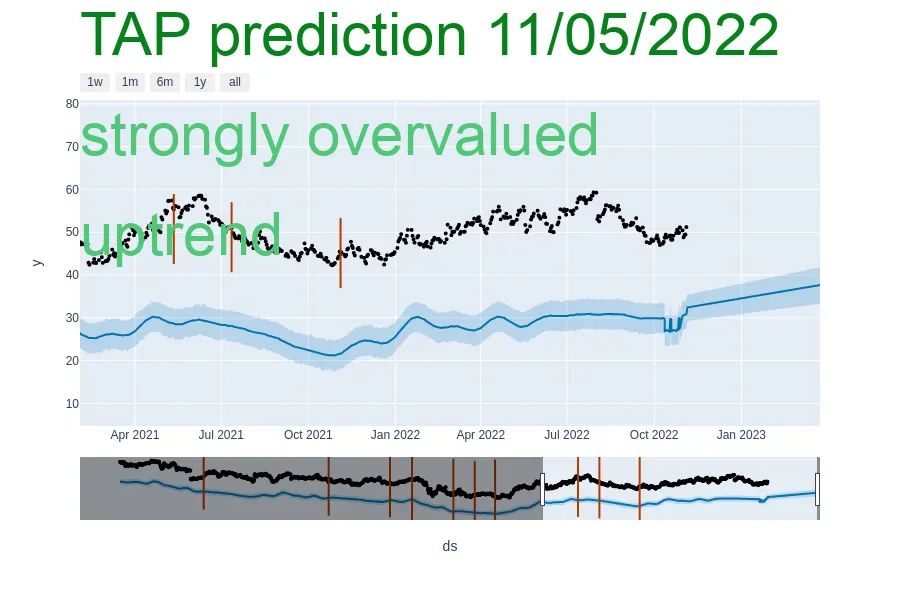 TAP prediction 11/05/2022
1w 1m 6m 1y all
80
strongly overvalued
70
60
uptrend
50
y
40
30
20
10
Apr 2021 Jul 2021 Oct 2021 Jan 2022 Apr 2022 Jul 2022 Oct 2022 Jan 2023
ds